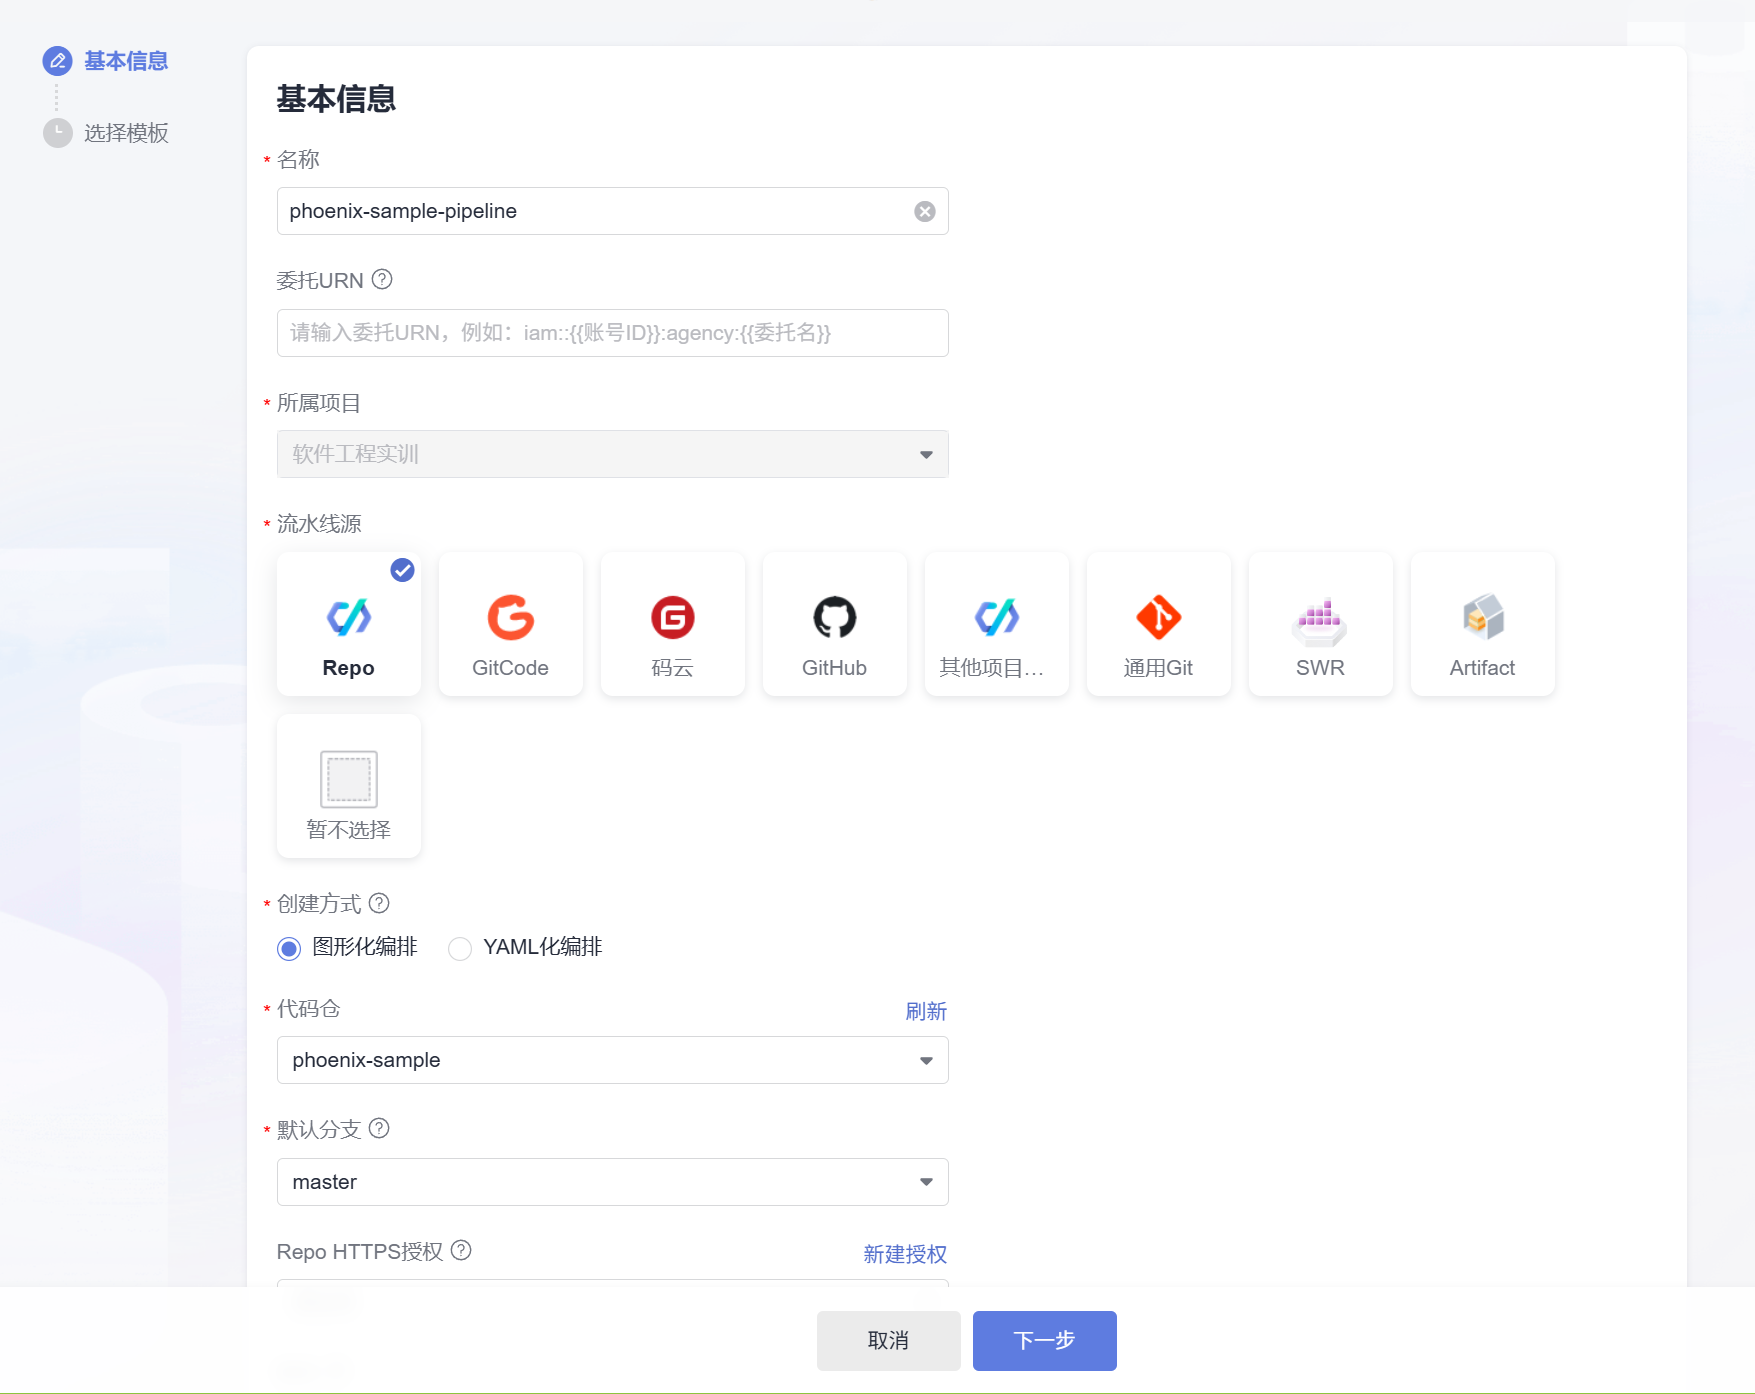 基本信息
选择模板
基本信息
* 名称
phoenix-sample-pipeline
委托URN
请输入委托URN，例如：iam::{{账号ID}}:agency:{{委托名}}
* 所属项目
软件工程实训
* 流水线源
Repo
GitCode
码云
GitHub
其他项目...
通用Git
SWR
Artifact
暂不选择
* 创建方式
图形化编排
YAML化编排
* 代码仓
刷新
phoenix-sample
* 默认分支
master
Repo HTTPS授权
新建授权
取消
下一步